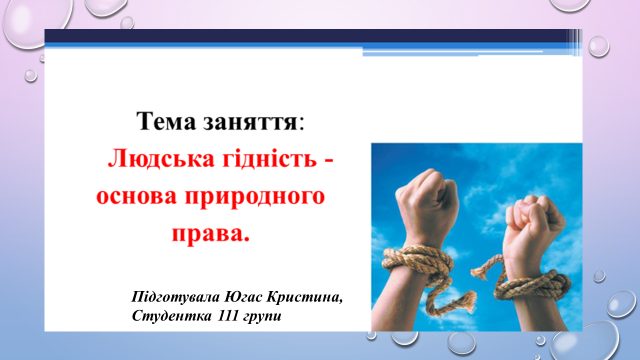 Тема заняття:
Людська гідність -
основа природного
права.
Підготувала Югас Кристина,
Студентка 111 групи